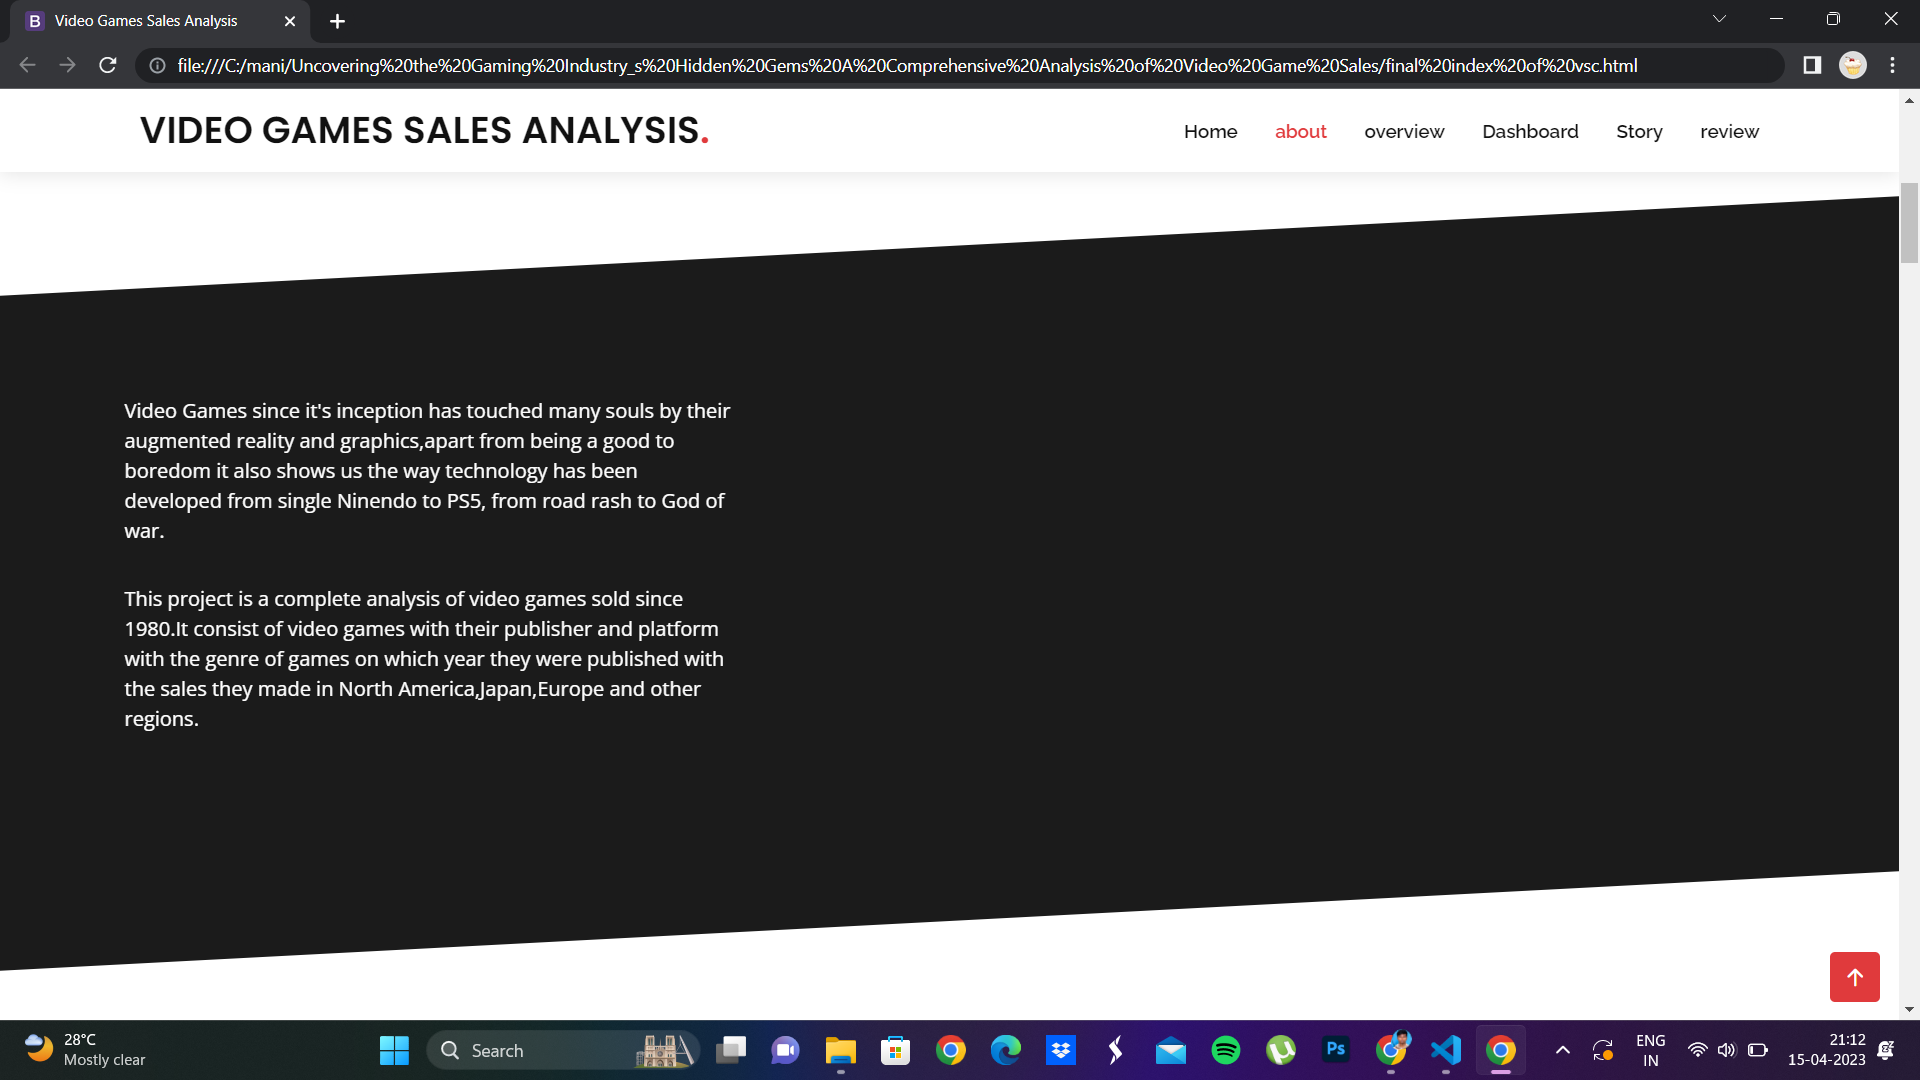 Video Games Sales Analysis
file:///C:/mani/Uncovering%20the%20Gaming%20Industry_s%20Hidden%20Gems%20A%20Comprehensive%20Analysis%20of%20Video%20Game%20Sales/final%20index%20of%20vsc.html
VIDEO GAMES SALES ANALYSIS.
Home about overview Dashboard Story review
Video Games since it's inception has touched many souls by their
augmented reality and graphics,apart from being a good to
boredom it also shows us the way technology has been
developed from single Ninendo to PS5, from road rash to God of
war.
This project is a complete analysis of video games sold since
1980.It consist of video games with their publisher and platform
with the genre of games on which year they were published with
the sales they made in North America,Japan,Europe and other
regions.
28°C
Mostly clear
Search
Ps
ENG
IN
21:12
15-04-2023